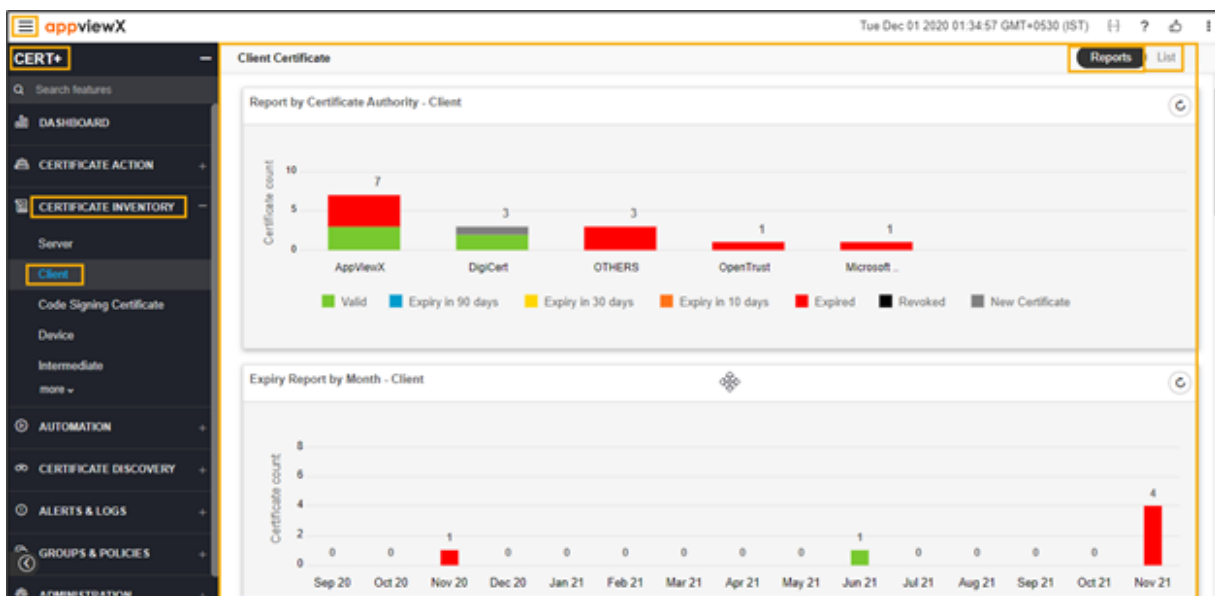 appviewX
Tue Dec 01 2020 01:34:57 GMT+0530 (IST)
?
CERT+
Search features
DASHBOARD
CERTIFICATE ACTION +
CERTIFICATE INVENTORY −
Server
Client
Code Signing Certificate
Device
Intermediate
more
AUTOMATION +
CERTIFICATE DISCOVERY +
ALERTS & LOGS +
GROUPS & POLICIES +
ADMINISTRATION
Client Certificate
Reports
List
Report by Certificate Authority - Client
Certificate count
10
5
0
7
3
3
1
1
AppViewX DigiCert OTHERS OpenTrust Microsoft ..
Valid Expiry in 90 days Expiry in 30 days Expiry in 10 days Expired Revoked New Certificate
Expiry Report by Month - Client
Certificate count
8
6
4
2
0
0 0 1 0 0 0 0 0 0 1 0 0 0 0 4
Sep 20 Oct 20 Nov 20 Dec 20 Jan 21 Feb 21 Mar 21 Apr 21 May 21 Jun 21 Jul 21 Aug 21 Sep 21 Oct 21 Nov 21